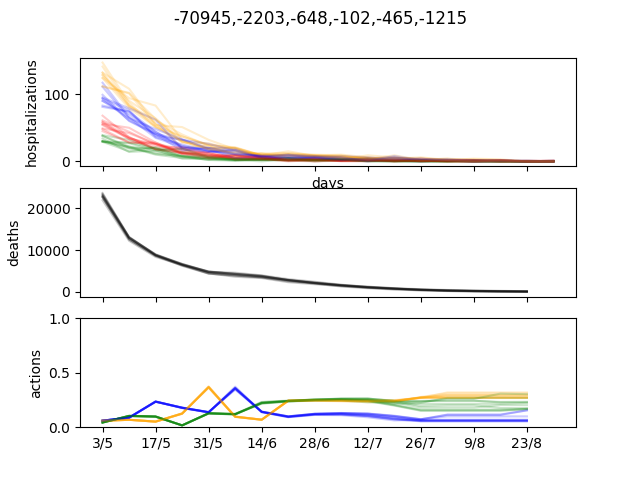 -70945,-2203,-648,-102,-465,-1215
hospitalizations
100
0
days
deaths
20000
10000
0
actions
1.0
0.5
0.0
3/5 17/5 31/5 14/6 28/6 12/7 26/7 9/8 23/8